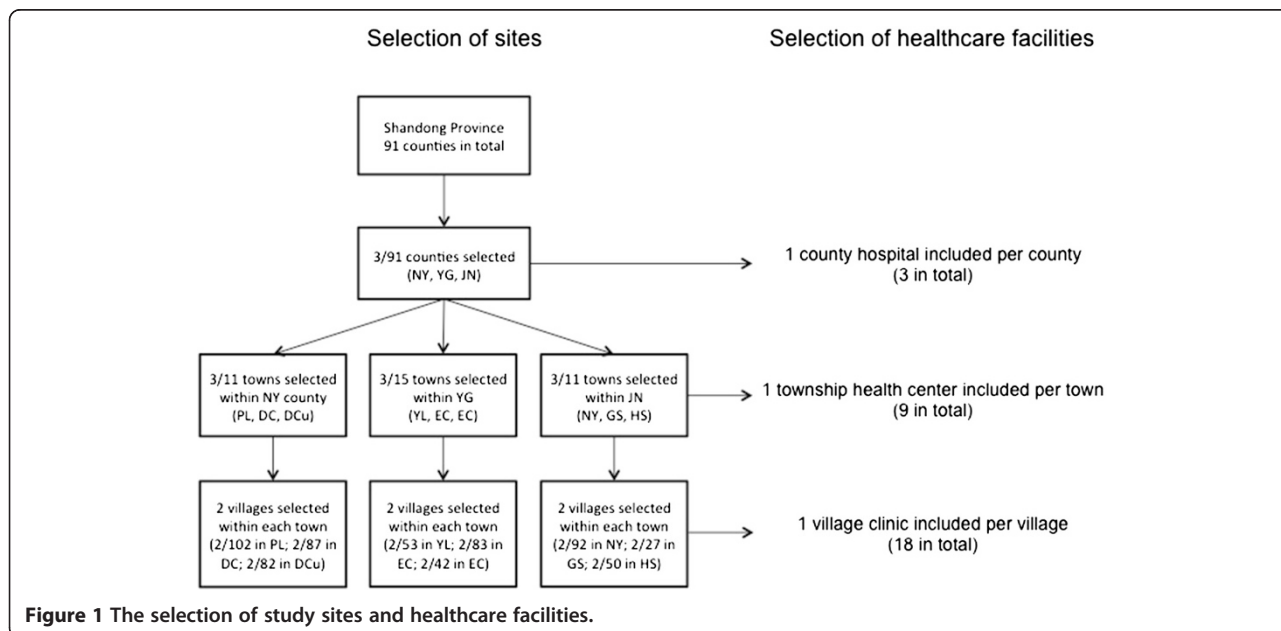 Selection of sites
Selection of healthcare facilities
Shandong Province
91 counties in total
3/91 counties selected
(NY, YG, JN)
1 county hospital included per county
(3 in total)
3/11 towns selected
within NY county
(PL, DC, DCu)
3/15 towns selected
within YG
(YL, EC, EC)
3/11 towns selected
within JN
(NY, GS, HS)
1 township health center included per town
(9 in total)
2 villages selected
within each town
(2/102 in PL; 2/87 in
DC; 2/82 in DCu)
2 villages selected
within each town
(2/53 in YL; 2/83 in
EC; 2/42 in EC)
2 villages selected
within each town
(2/92 in NY; 2/27 in
GS; 2/50 in HS)
1 village clinic included per village
(18 in total)
Figure 1 The selection of study sites and healthcare facilities.